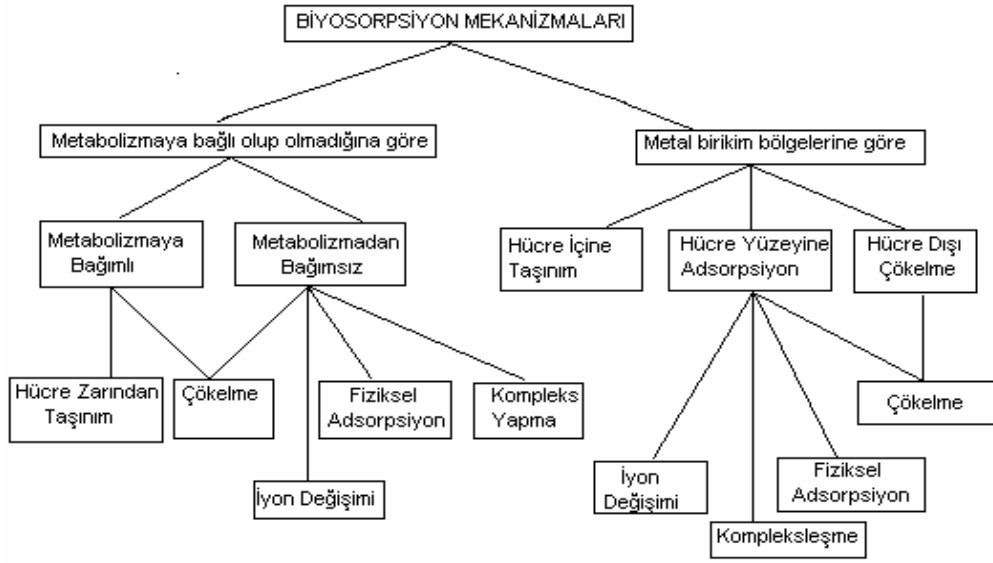 BİYOSORPSİYON MEKANİZMALARI
Metabolizmaya bağlı olup olmadığına göre
Metal birikim bölgelerine göre
Metabolizmaya
Bağımlı
Metabolizmadan
Bağımsız
Hücre İçine
Taşınım
Hücre Yüzeyine
Adsorpsiyon
Hücre Dışı
Çökelme
Hücre Zarından
Taşınım
Çökelme
Fiziksel
Adsorpsiyon
Kompleks
Yapma
Çökelme
İyon Değişimi
İyon
Değişimi
Fiziksel
Adsorpsiyon
Kompleksleşme